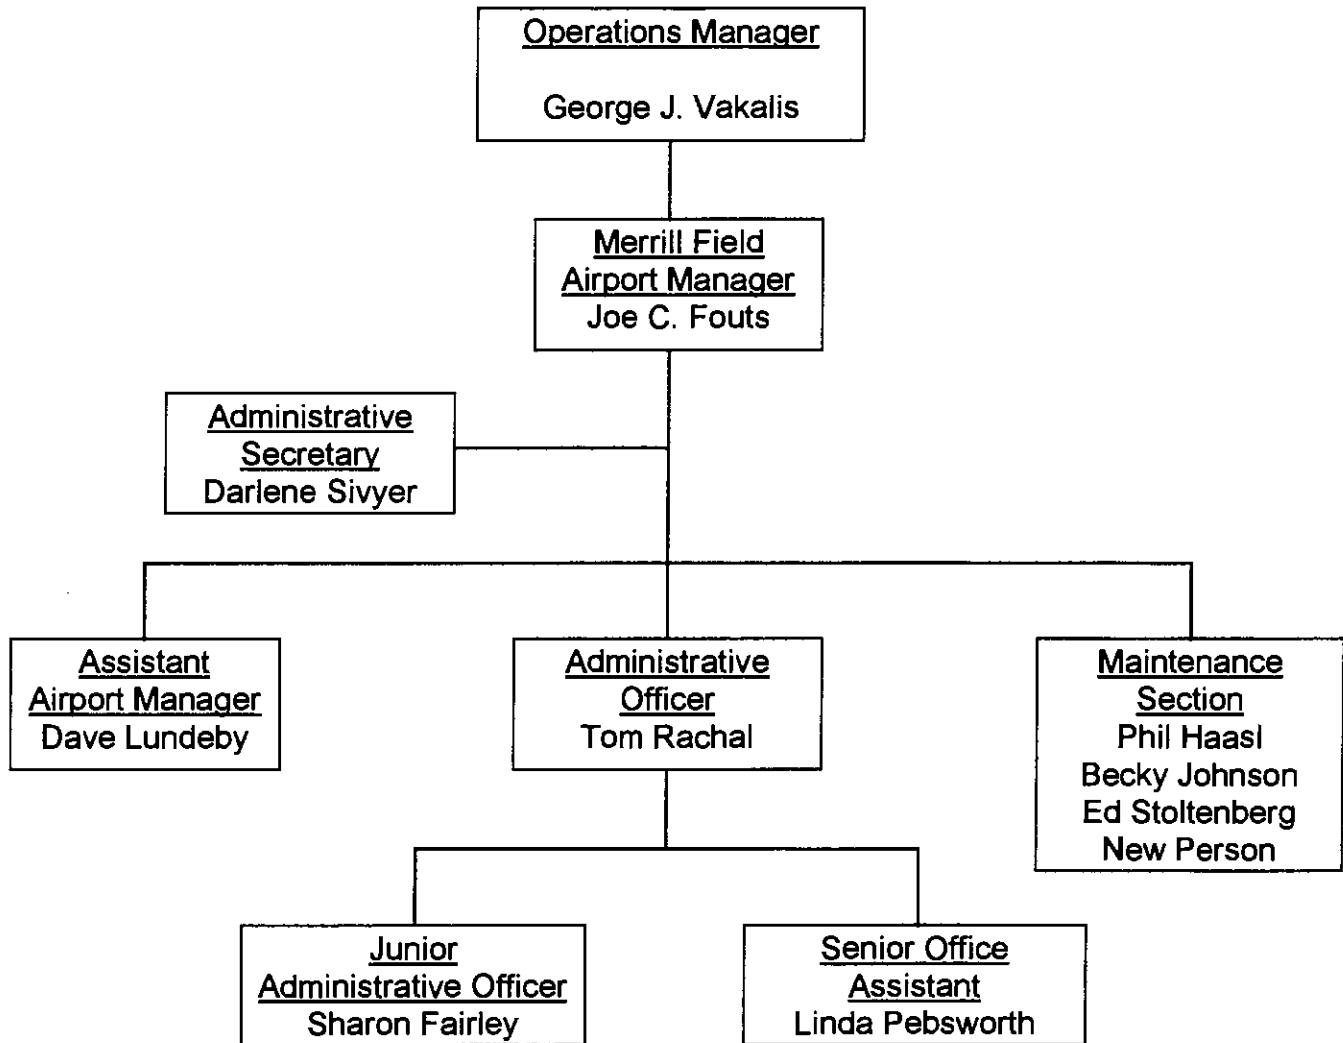 Operations Manager
George J. Vakalis
Merrill Field
Airport Manager
Joe C. Fouts
Administrative
Secretary
Darlene Sivyer
Assistant
Airport Manager
Dave Lundeby
Administrative
Officer
Tom Rachal
Maintenance
Section
Phil Haasl
Becky Johnson
Ed Stoltenberg
New Person
Junior
Administrative Officer
Sharon Fairley
Senior Office
Assistant
Linda Pebsworth